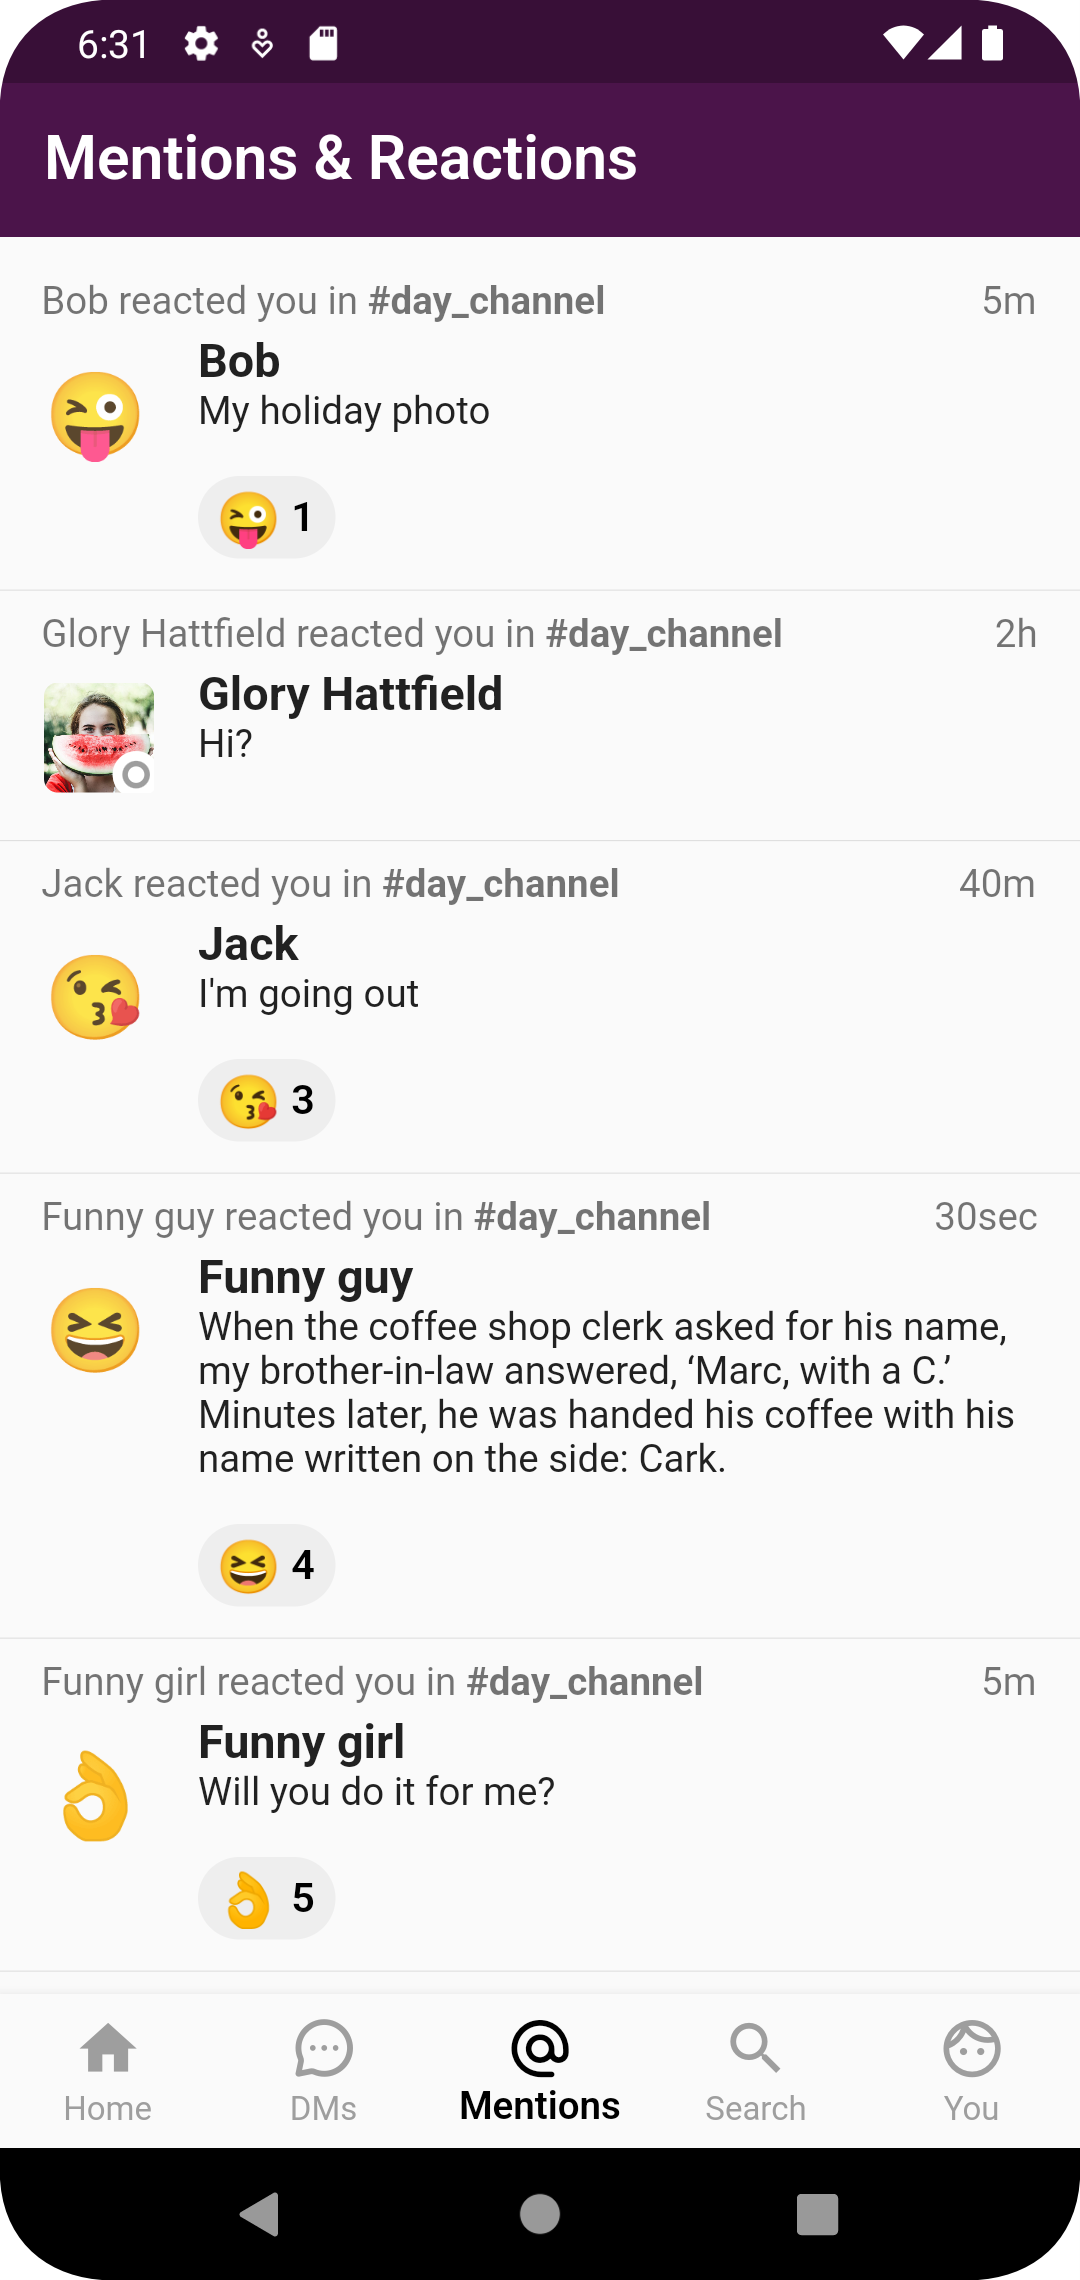 6:31
Mentions & Reactions
Bob reacted you in #day_channel 5m
Bob
My holiday photo
1
Glory Hattfield reacted you in #day_channel 2h
Glory Hattfield
Hi?
Jack reacted you in #day_channel 40m
Jack
I'm going out
3
Funny guy reacted you in #day_channel 30sec
Funny guy
When the coffee shop clerk asked for his name,
my brother-in-law answered, ‘Marc, with a C.’
Minutes later, he was handed his coffee with his
name written on the side: Cark.
4
Funny girl reacted you in #day_channel 5m
Funny girl
Will you do it for me?
5
Home DMs Mentions Search You